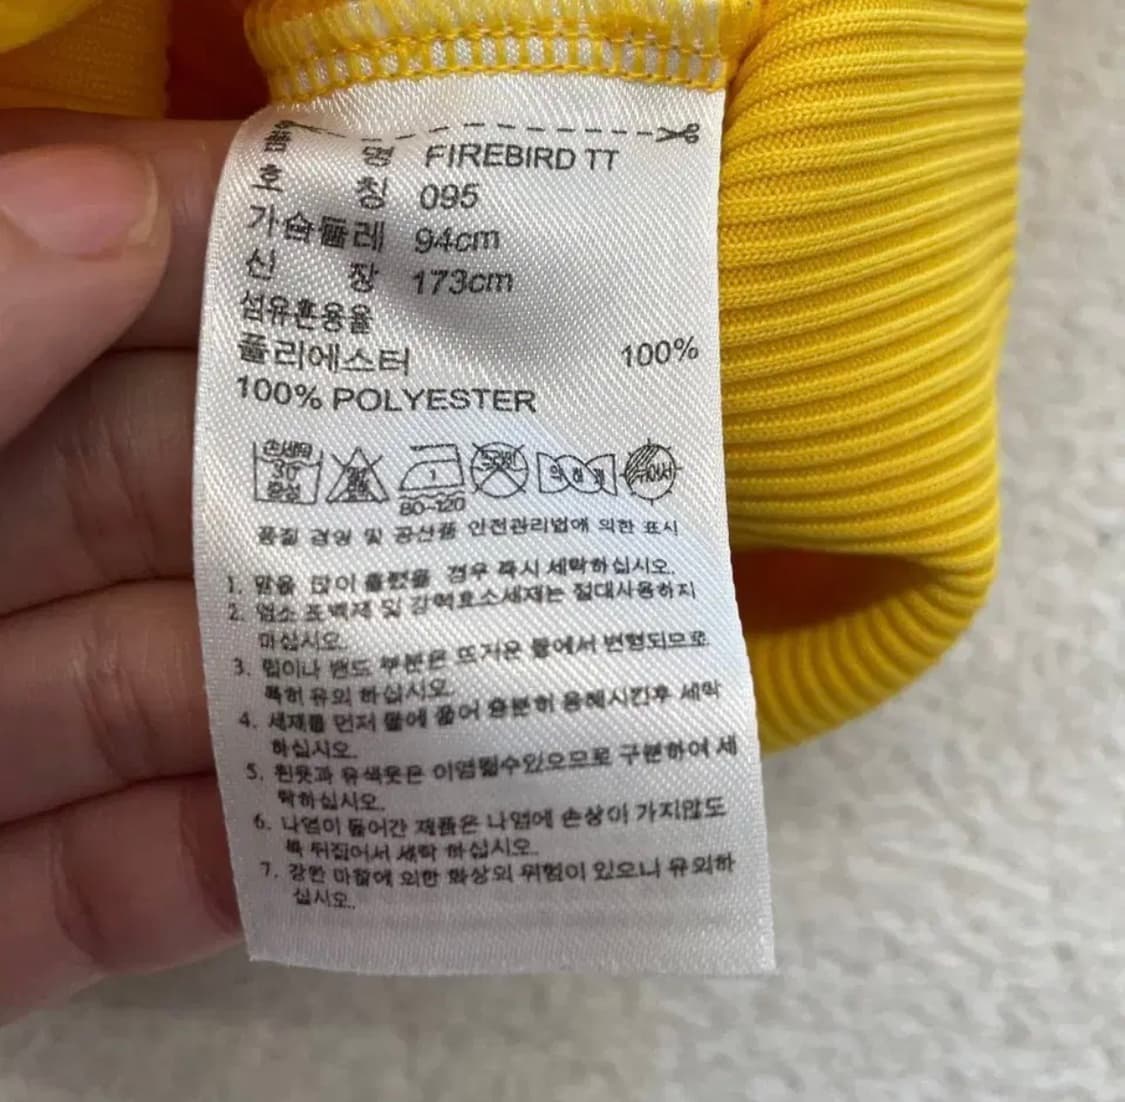 품 명 FIREBIRD TT
호 칭 095
가슴둘레 94cm
신 장 173cm
섬유혼용율
폴리에스터 100%
100% POLYESTER
손세탁
30°
중성
80~120
품질 경영 및 공산품 안전관리법에 의한 표시
1. 땀을 많이 흘렸을 경우 즉시 세탁하십시오.
2. 염소 표백제 및 강력효소세제는 절대사용하지
마십시오.
3. 립이나 밴드 부분은 뜨거운 물에서 변형되므로
특히 유의 하십시오.
4. 세제를 먼저 물에 풀어 충분히 용해시킨후 세탁
하십시오.
5. 흰옷과 유색옷은 이염될수있으므로 구분하여 세
탁하십시오.
6. 나염이 들어간 제품은 나염에 손상이 가지않도
록 뒤집어서 세탁 하십시오.
7. 강한 마찰에 의한 화상의 위험이 있으니 유의하
십시오.